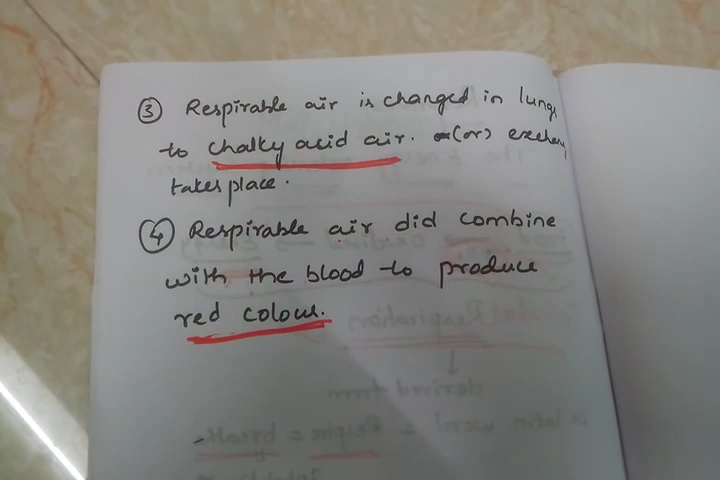 ③ Respirable air is changed in lungs
to chalky acid air. (or) exchang
takes place.
④ Respirable air did combine
with the blood to produce
red colour.